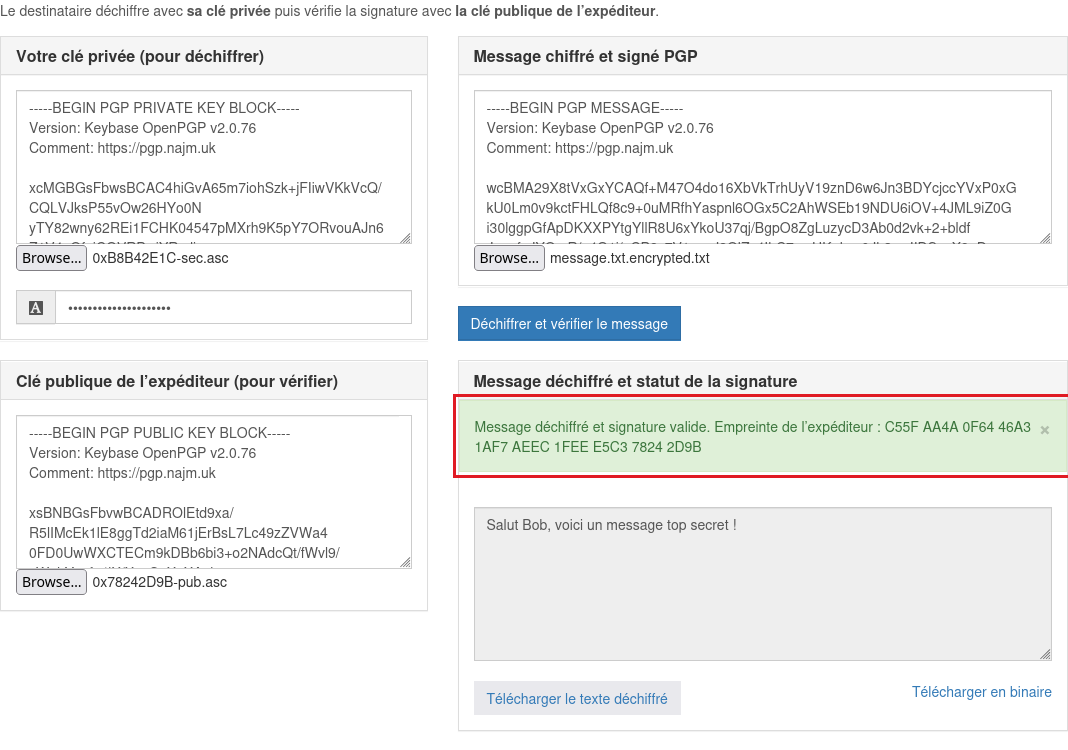 Le destinataire déchiffre avec sa clé privée puis vérifie la signature avec la clé publique de l'expéditeur.
Votre clé privée (pour déchiffrer)
-----BEGIN PGP PRIVATE KEY BLOCK-----
Version: Keybase OpenPGP v2.0.76
Comment: https://pgp.najm.uk
xcMGBGsFbwsBCAC4hiGvA65m7iohSzk+jFIiwVKkVcQ/
CQLVJksP55vOw26HYo0N
yTY82wny62REi1FCHK04547pMXrh9K5pY7ORvouAJn6
Browse... 0xB8B42E1C-sec.asc
A •••••••••••••••••••••
Clé publique de l'expéditeur (pour vérifier)
-----BEGIN PGP PUBLIC KEY BLOCK-----
Version: Keybase OpenPGP v2.0.76
Comment: https://pgp.najm.uk
xsBNBGsFbvwBCADROlEtd9xa/
R5lIMcEk1lE8ggTd2iaM61jErBsL7Lc49zZVWa4
0FD0UwWXCTECm9kDBb6bi3+o2NAdcQt/fWvl9/
Browse... 0x78242D9B-pub.asc
Message chiffré et signé PGP
-----BEGIN PGP MESSAGE-----
Version: Keybase OpenPGP v2.0.76
Comment: https://pgp.najm.uk
wcBMA29X8tVxGxYCAQf+M47O4do16XbVkTrhUyV19znD6w6Jn3BDYcjccYVxP0xG
kU0Lm0v9kctFHLQf8c9+0uMRfhYaspnl6OGx5C2AhWSEb19NDU6iOV+4JML9iZ0G
i30lggpGfApDKXXPYtgYllR8U6xYkoU37qj/BgpO8ZgLuzycD3Ab0d2vk+2+bldf
Browse... message.txt.encrypted.txt
Déchiffrer et vérifier le message
Message déchiffré et statut de la signature
Message déchiffré et signature valide. Empreinte de l'expéditeur : C55F AA4A 0F64 46A3 ×
1AF7 AEEC 1FEE E5C3 7824 2D9B
Salut Bob, voici un message top secret !
Télécharger le texte déchiffré
Télécharger en binaire